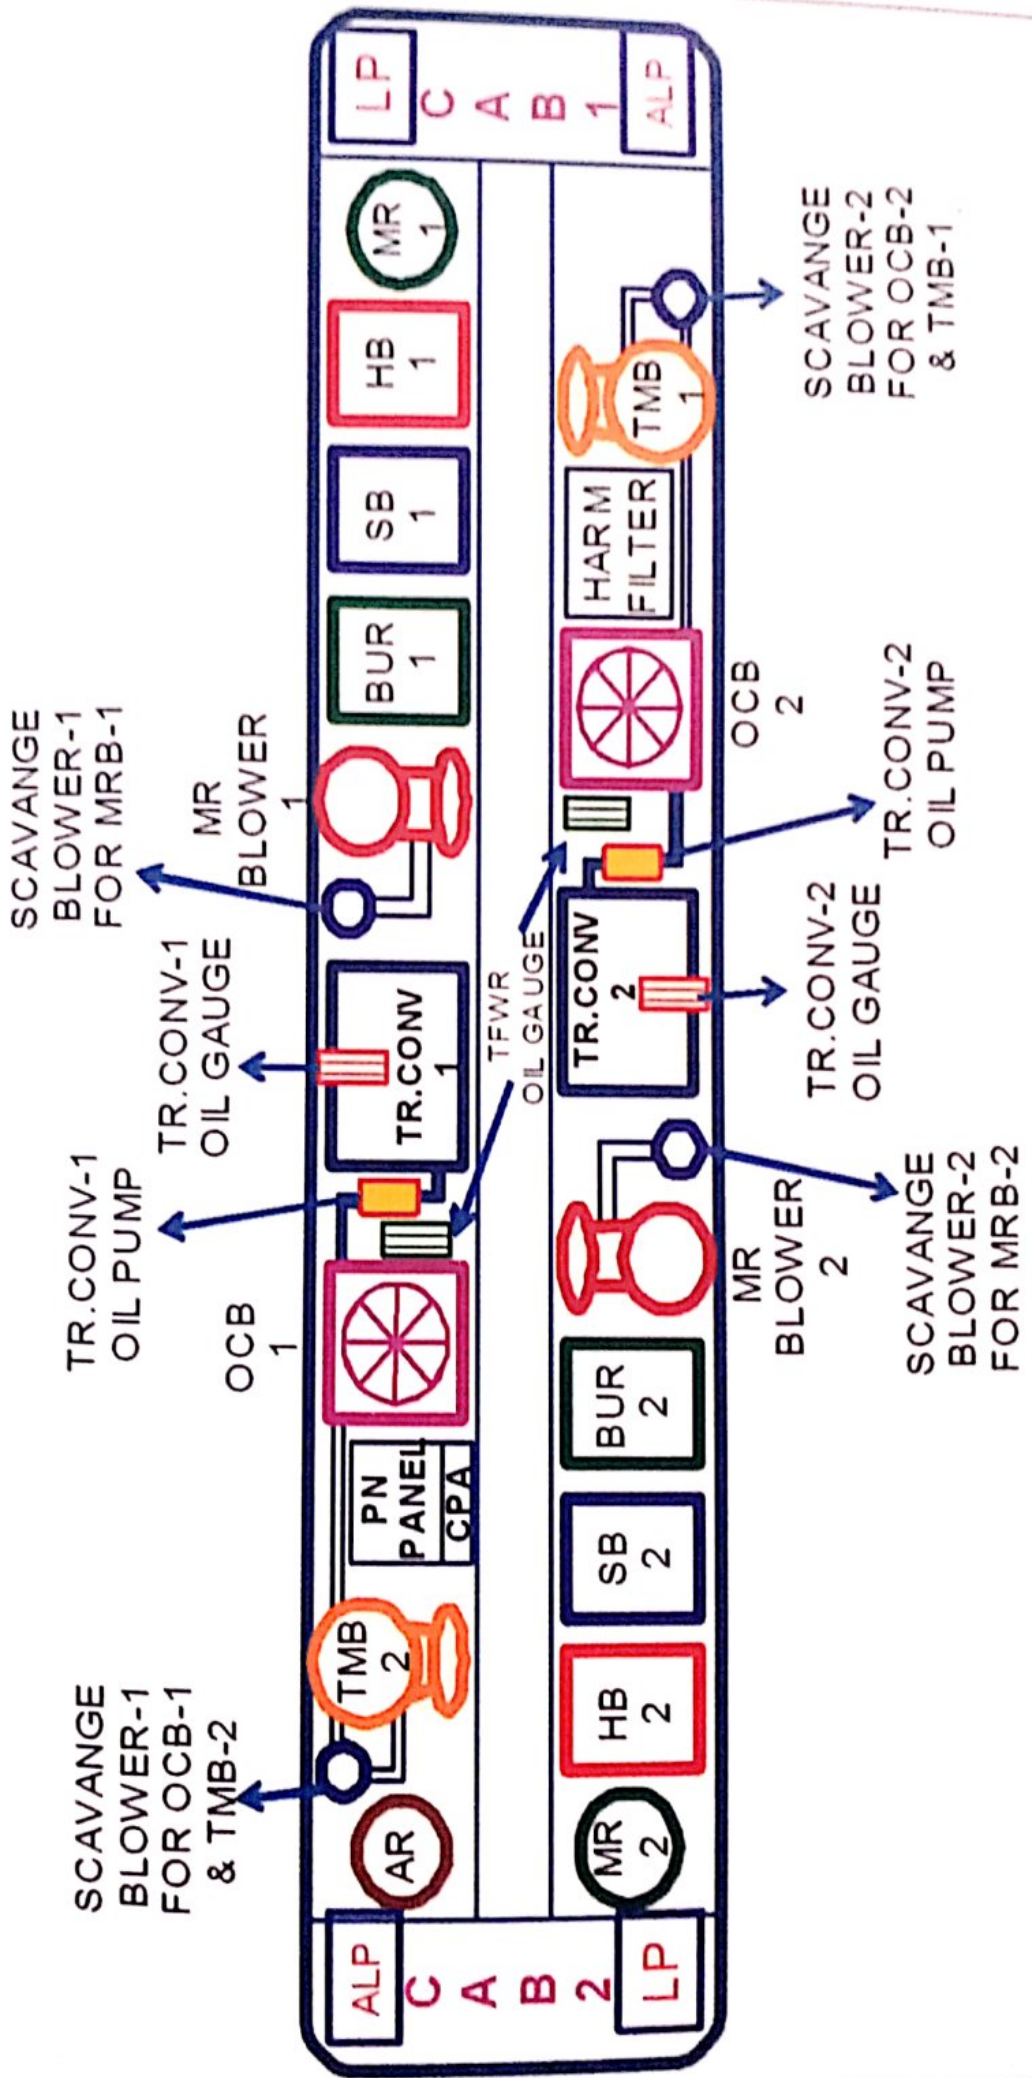 SCAVANGE
BLOWER-1
FOR OCB-1
& TMB-2
TR.CONV-1
OIL PUMP
OCB
1
TR.CONV-1
OIL GAUGE
SCAVANGE
BLOWER-1
FOR MRB-1
MR
BLOWER
1
ALP
AR
TMB
2
PN
PANEL
CPA
TR.CONV
1
BUR
1
SB
1
HB
1
MR
1
LP
CAB 2
TFWR
OIL GAUGE
CAB 1
LP
MR
2
HB
2
SB
2
BUR
2
TR.CONV
2
HARM
FILTER
TMB
1
ALP
MR
BLOWER
2
SCAVANGE
BLOWER-2
FOR MRB-2
TR.CONV-2
OIL GAUGE
TR.CONV-2
OIL PUMP
OCB
2
SCAVANGE
BLOWER-2
FOR OCB-2
& TMB-1